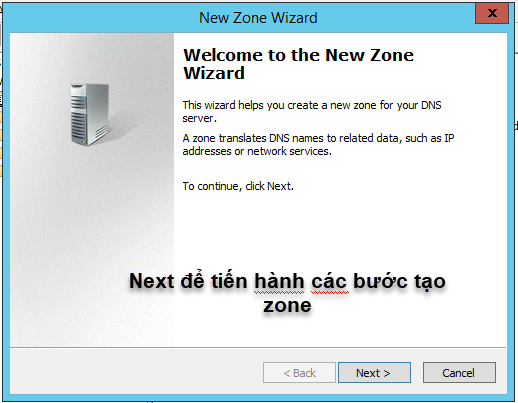 New Zone Wizard
x
Welcome to the New Zone
Wizard
This wizard helps you create a new zone for your DNS
server.
A zone translates DNS names to related data, such as IP
addresses or network services.
To continue, click Next.
Next để tiến hành các bước tạo
zone
< Back Next > Cancel